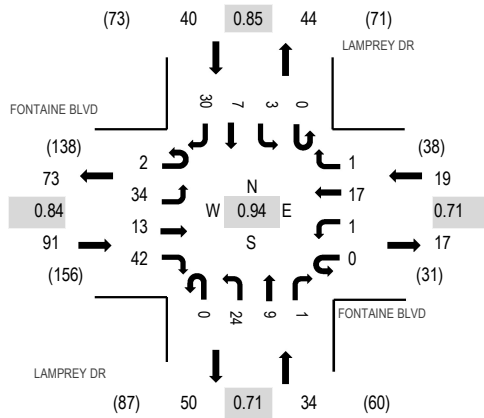 (73) 40 0.85 44 (71)
LAMPREY DR
30 7 3 0
FONTAINE BLVD
(138) (38)
2 1
73 19
34 N 17
0.84 W 0.94 E 0.71
13 S 1
91 17
42 0
(156) (31)
0 24 9 1
FONTAINE BLVD
LAMPREY DR
(87) 50 0.71 34 (60)